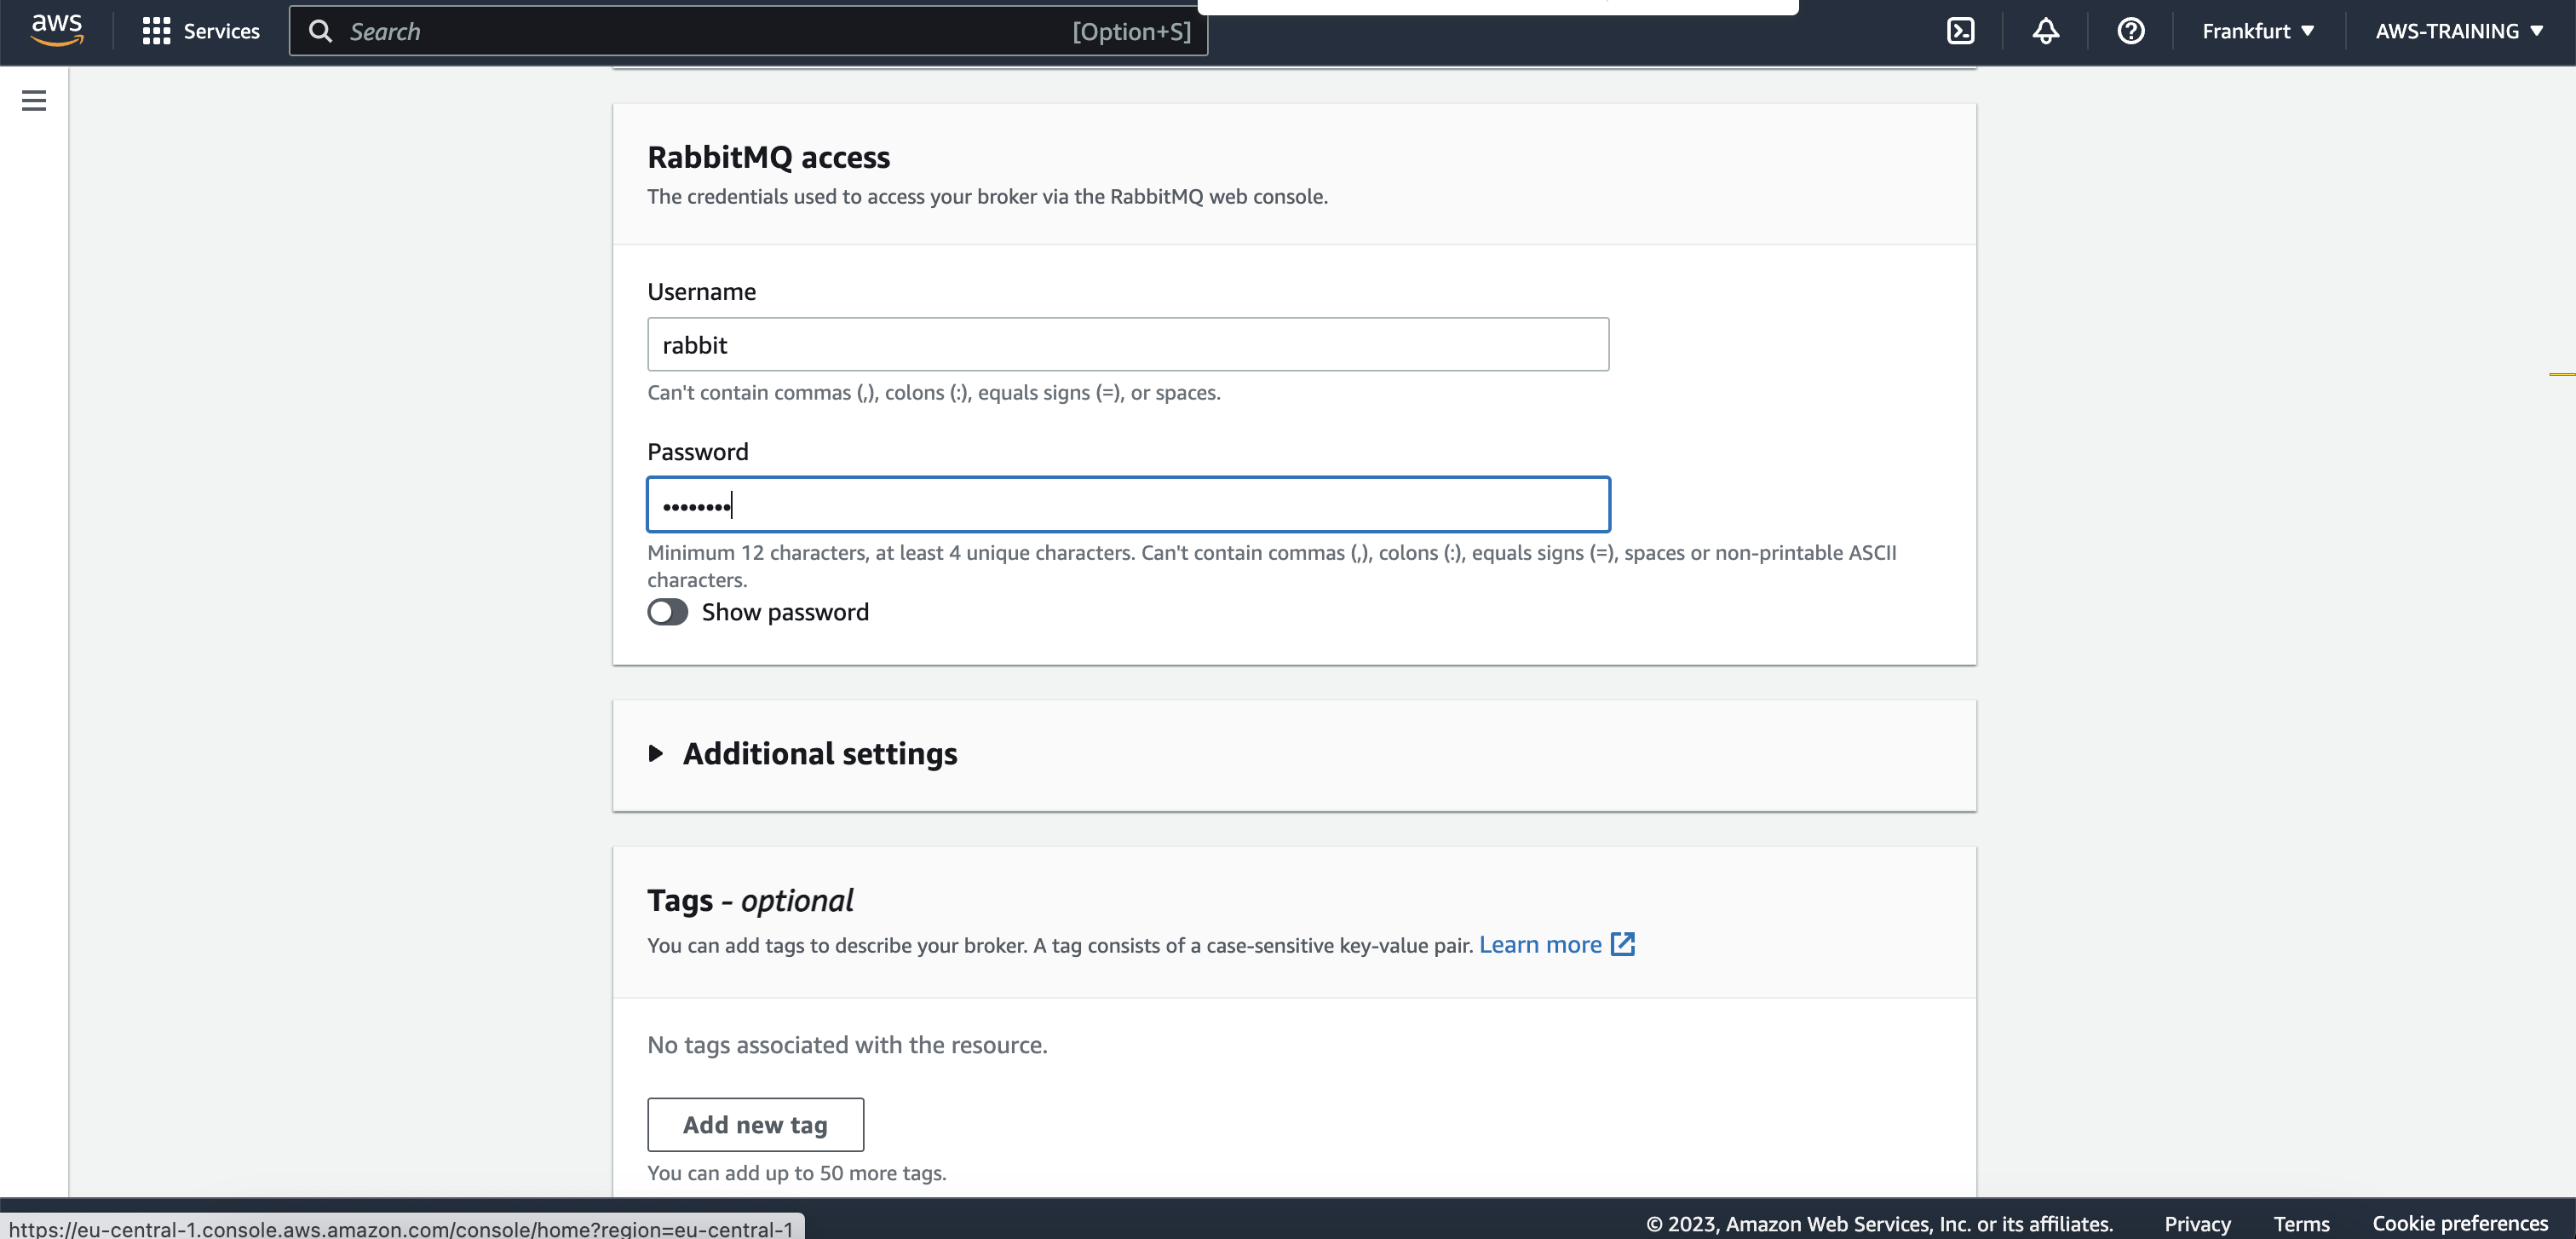 aws
Services
Search
[Option+S]
Frankfurt
AWS-TRAINING
RabbitMQ access
The credentials used to access your broker via the RabbitMQ web console.
Username
rabbit
Can't contain commas (,), colons (:), equals signs (=), or spaces.
Password
••••••••
Minimum 12 characters, at least 4 unique characters. Can't contain commas (,), colons (:), equals signs (=), spaces or non-printable ASCII
characters.
Show password
Additional settings
Tags - optional
You can add tags to describe your broker. A tag consists of a case-sensitive key-value pair. Learn more
No tags associated with the resource.
Add new tag
You can add up to 50 more tags.
https://eu-central-1.console.aws.amazon.com/console/home?region=eu-central-1
© 2023, Amazon Web Services, Inc. or its affiliates.
Privacy
Terms
Cookie preferences